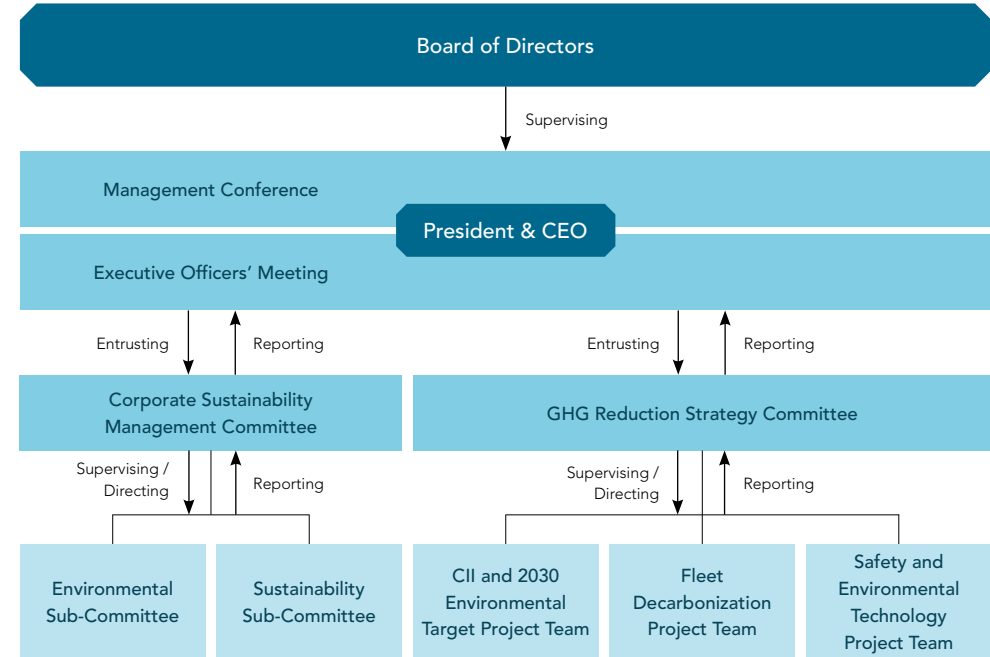 Board of Directors
Supervising
Management Conference
President & CEO
Executive Officers’ Meeting
Entrusting
Reporting
Entrusting
Reporting
Corporate Sustainability
Management Committee
GHG Reduction Strategy Committee
Supervising /
Directing
Reporting
Supervising /
Directing
Reporting
Environmental
Sub-Committee
Sustainability
Sub-Committee
CII and 2030
Environmental
Target Project Team
Fleet
Decarbonization
Project Team
Safety and
Environmental
Technology
Project Team